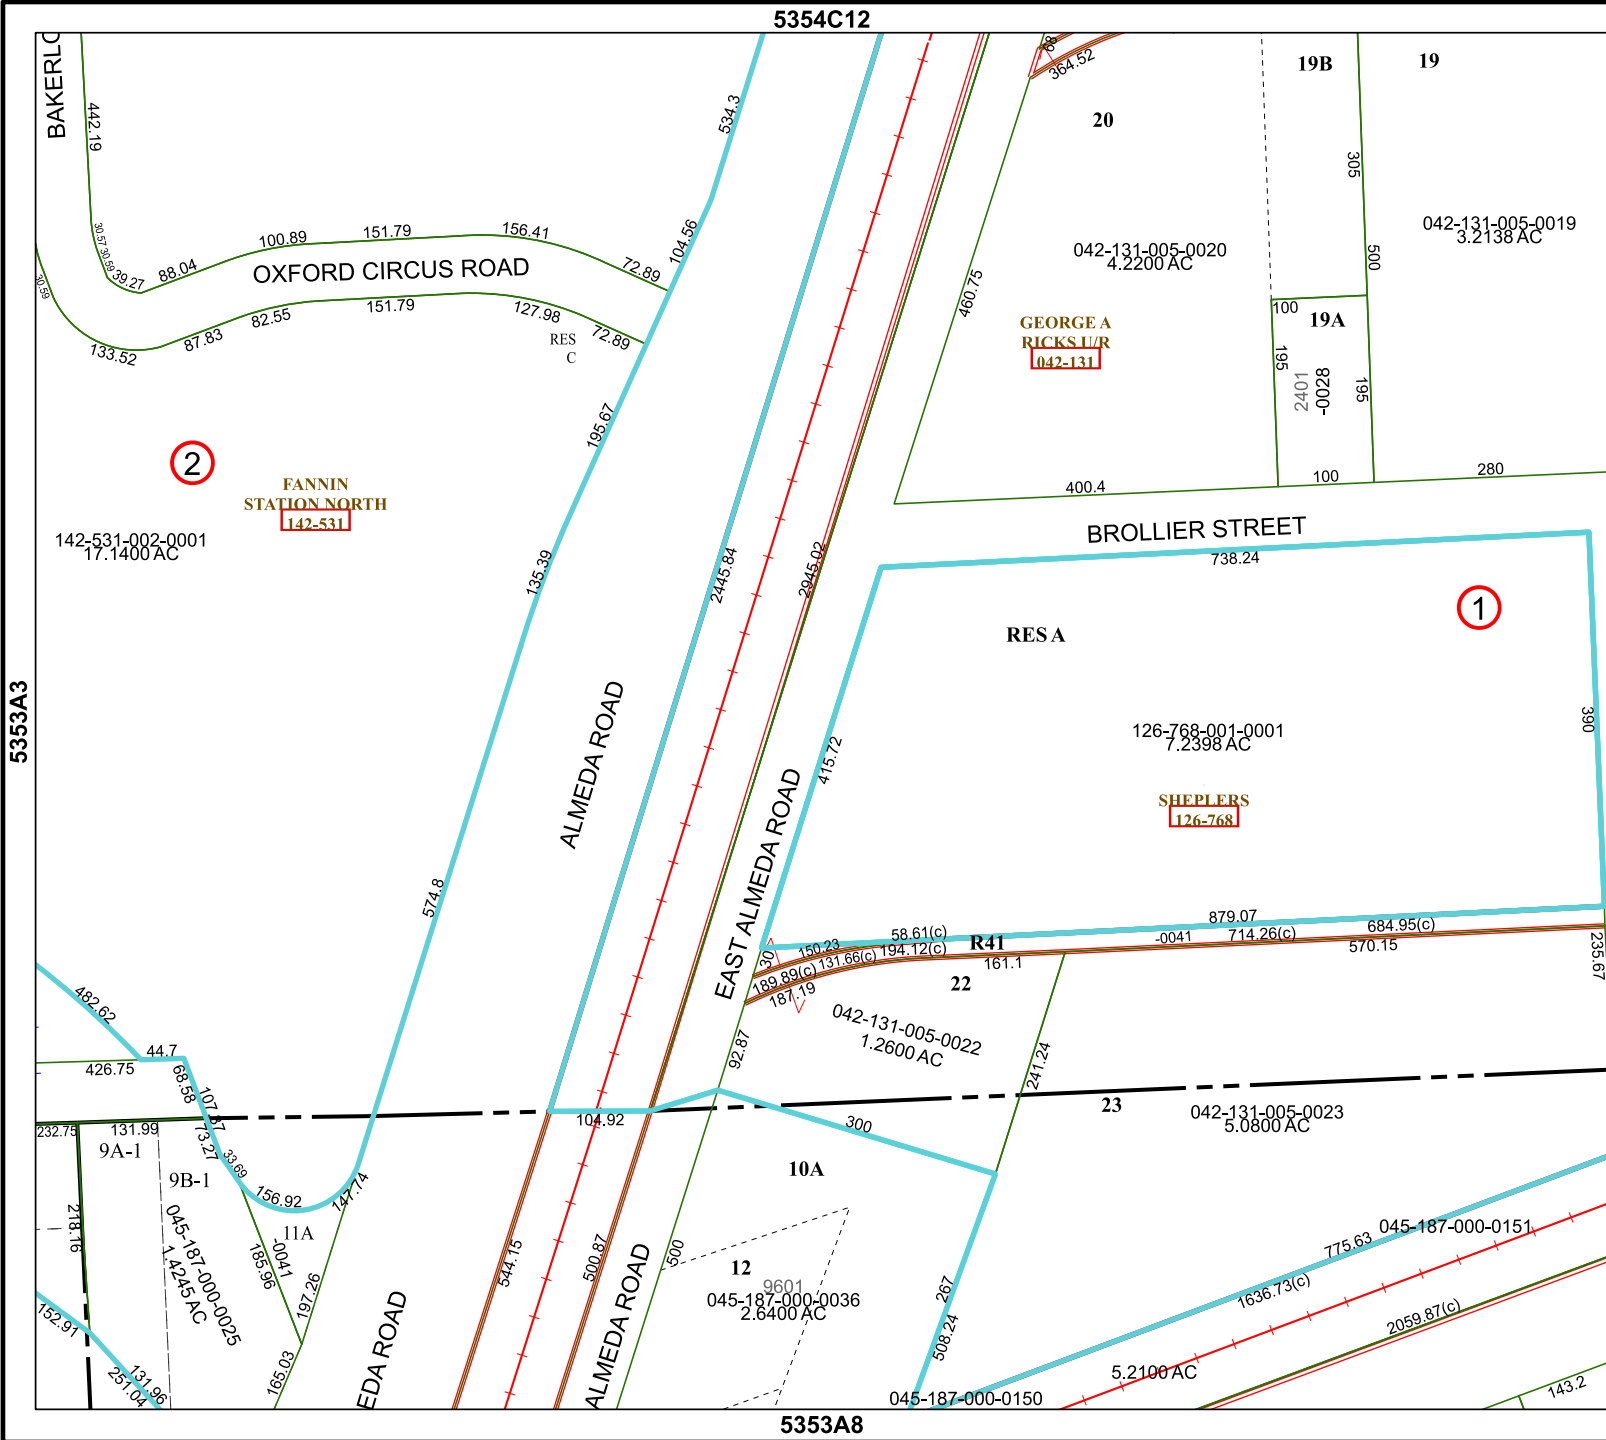 5354C12
BAKERLO
442.19
30.57
30.59
39.27
88.04
100.89
151.79
156.41
72.89
OXFORD CIRCUS ROAD
30.59
133.52
87.83
82.55
151.79
127.98
72.89
RES
C
534.3
104.56
195.67
135.39
574.8
2
FANNIN
STATION NORTH
142-531
142-531-002-0001
17.1400 AC
2445.84
2945.02
ALMEDA ROAD
EAST ALMEDA ROAD
68
364.52
20
19B
19
305
500
042-131-005-0020
4.2200 AC
042-131-005-0019
3.2138 AC
460.75
GEORGE A
RICKS U/R
042-131
100
19A
195
2401
-0028
195
400.4
100
280
BROLLIER STREET
738.24
1
RES A
415.72
126-768-001-0001
7.2398 AC
390
SHEPLERS
126-768
5353A3
879.07
58.61(c)
R41
-0041
714.26(c)
684.95(c)
570.15
235.67
30
150.23
189.89(c)
131.66(c)
194.12(c)
161.1
187.19
22
042-131-005-0022
1.2600 AC
92.87
241.24
23
042-131-005-0023
5.0800 AC
482.62
44.7
426.75
68.58
107.87
73.27
33.69
232.75
131.99
9A-1
9B-1
156.92
147.74
11A
-0041
185.96
197.26
165.03
218.16
045-187-000-0025
1.4245 AC
152.91
131.96
251.04
104.92
300
10A
544.15
500.87
500
12
9601
045-187-000-0036
2.6400 AC
267
508.24
EDA ROAD
ALMEDA ROAD
045-187-000-0151
775.63
1636.73(c)
2059.87(c)
5.2100 AC
045-187-000-0150
143.2
5353A8